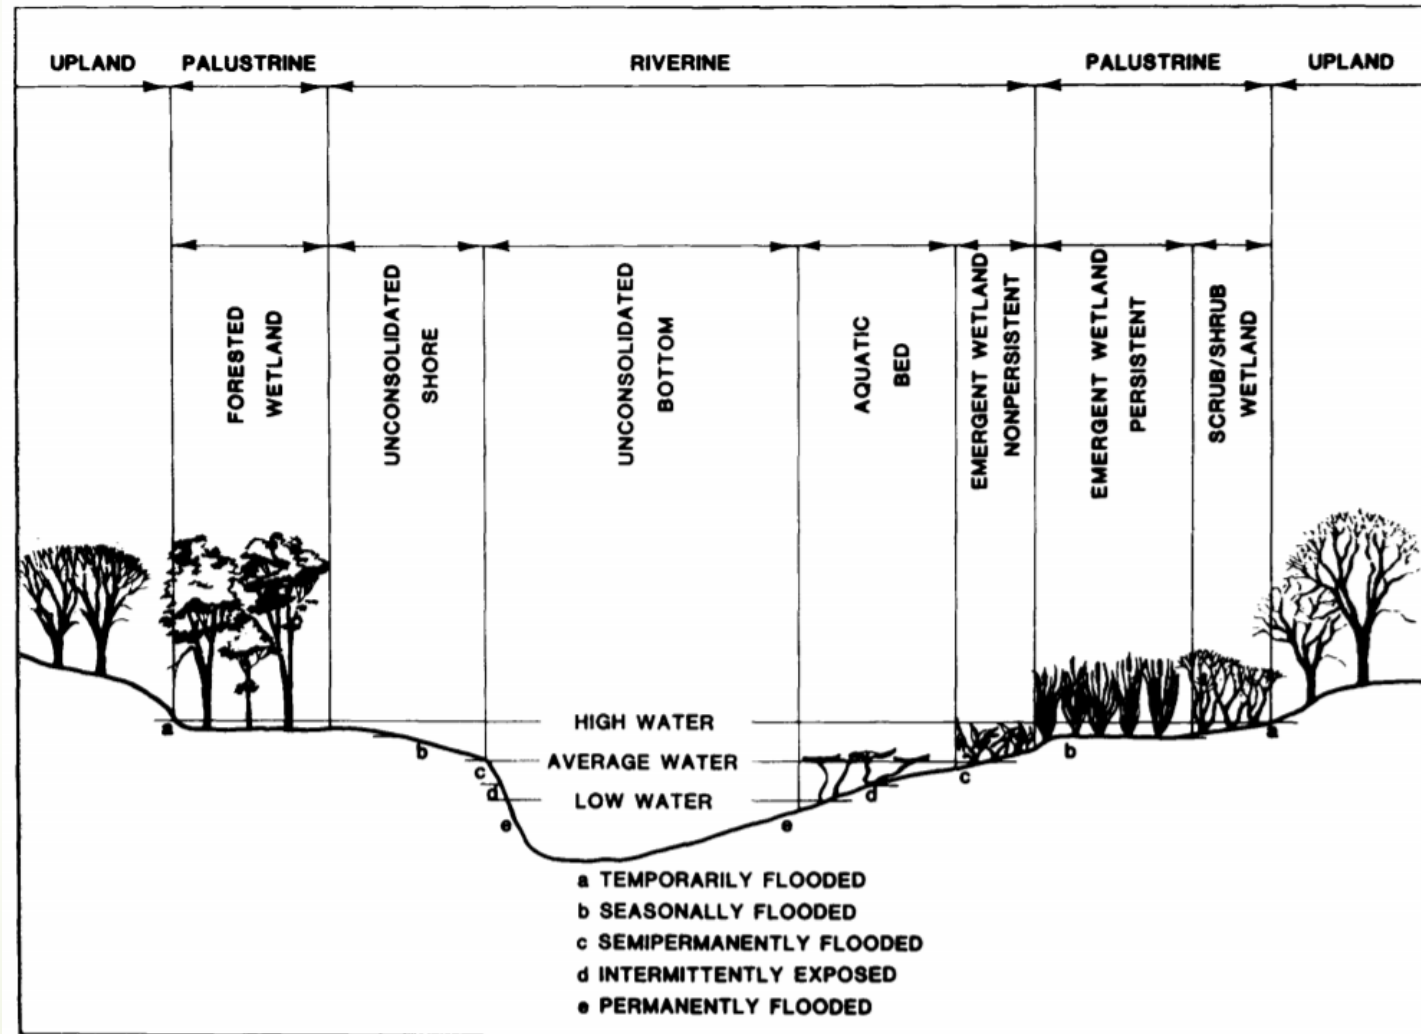 UPLAND
PALUSTRINE
RIVERINE
PALUSTRINE
UPLAND
FORESTED
WETLAND
UNCONSOLIDATED
SHORE
UNCONSOLIDATED
BOTTOM
AQUATIC
BED
EMERGENT WETLAND
NONPERSISTENT
EMERGENT WETLAND
PERSISTENT
SCRUB/SHRUB
WETLAND
HIGH WATER
AVERAGE WATER
LOW WATER
a
b
c
d
e
e
d
c
b
a
a TEMPORARILY FLOODED
b SEASONALLY FLOODED
c SEMIPERMANENTLY FLOODED
d INTERMITTENTLY EXPOSED
e PERMANENTLY FLOODED